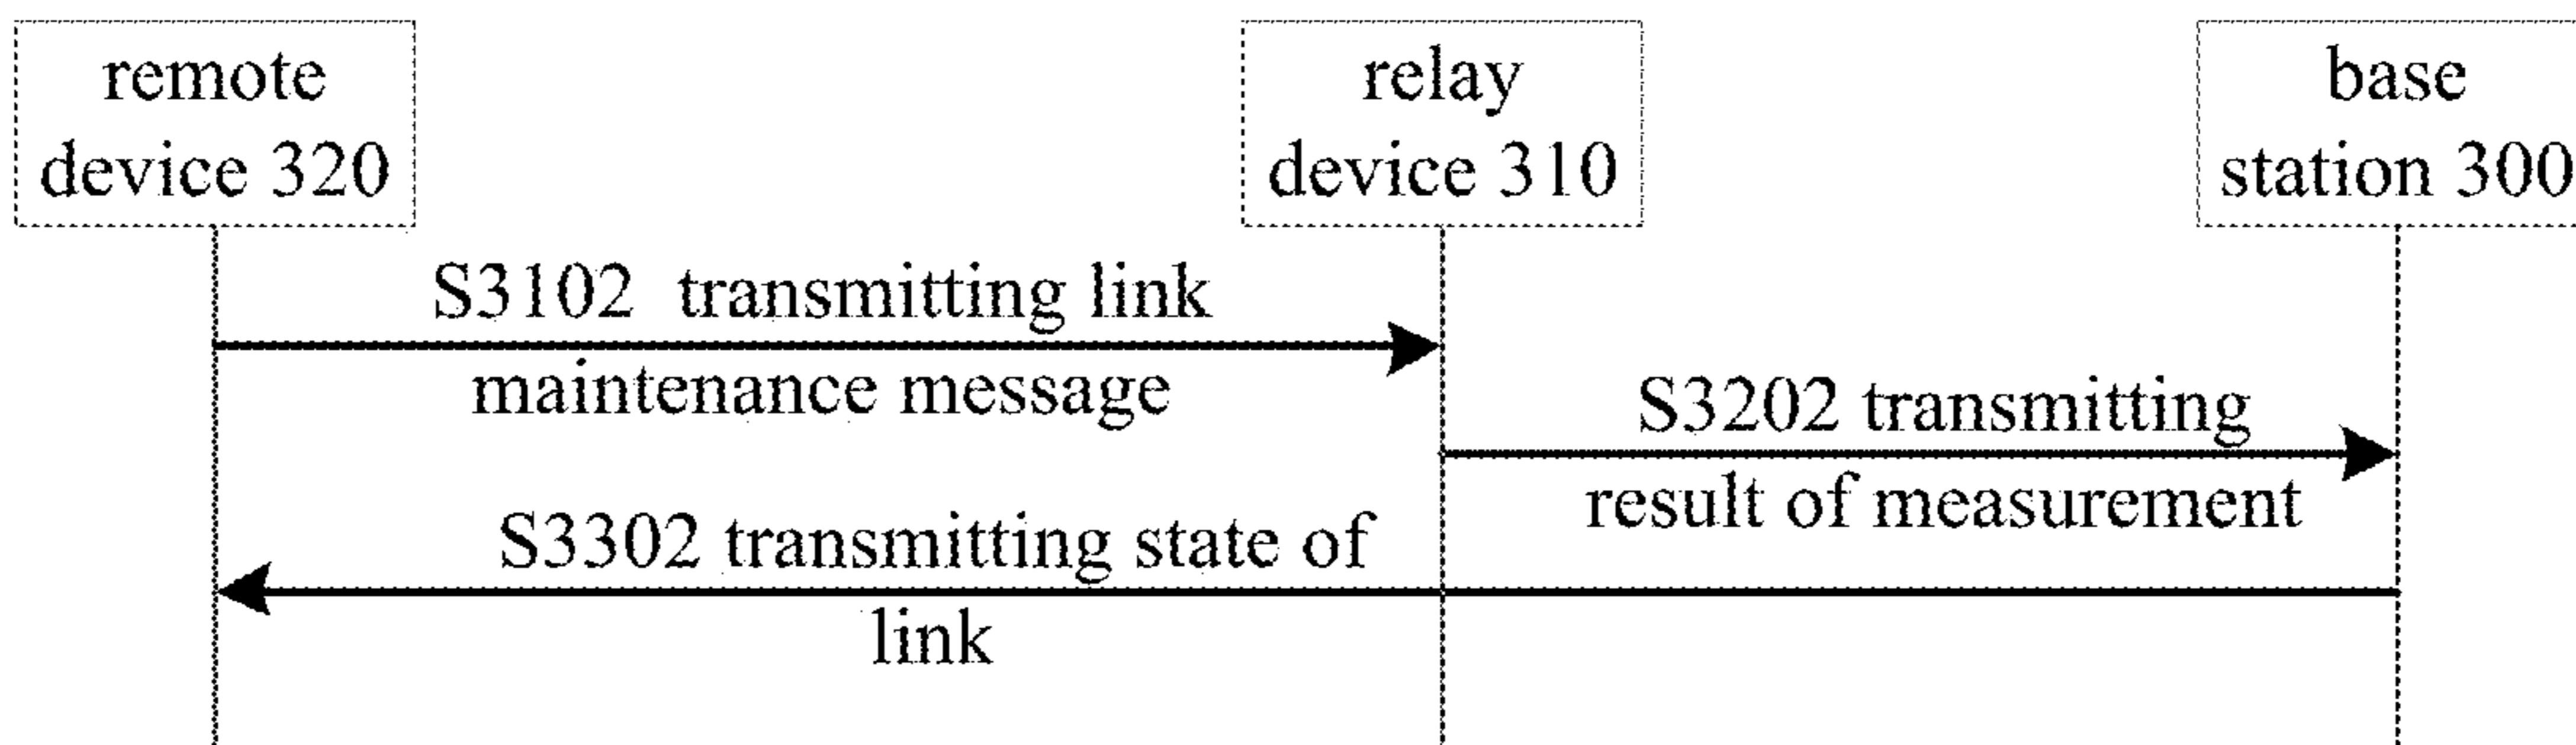 remote
device 320
relay
device 310
base
station 300
S3102 transmitting link
maintenance message
S3202 transmitting
result of measurement
S3302 transmitting state of
link